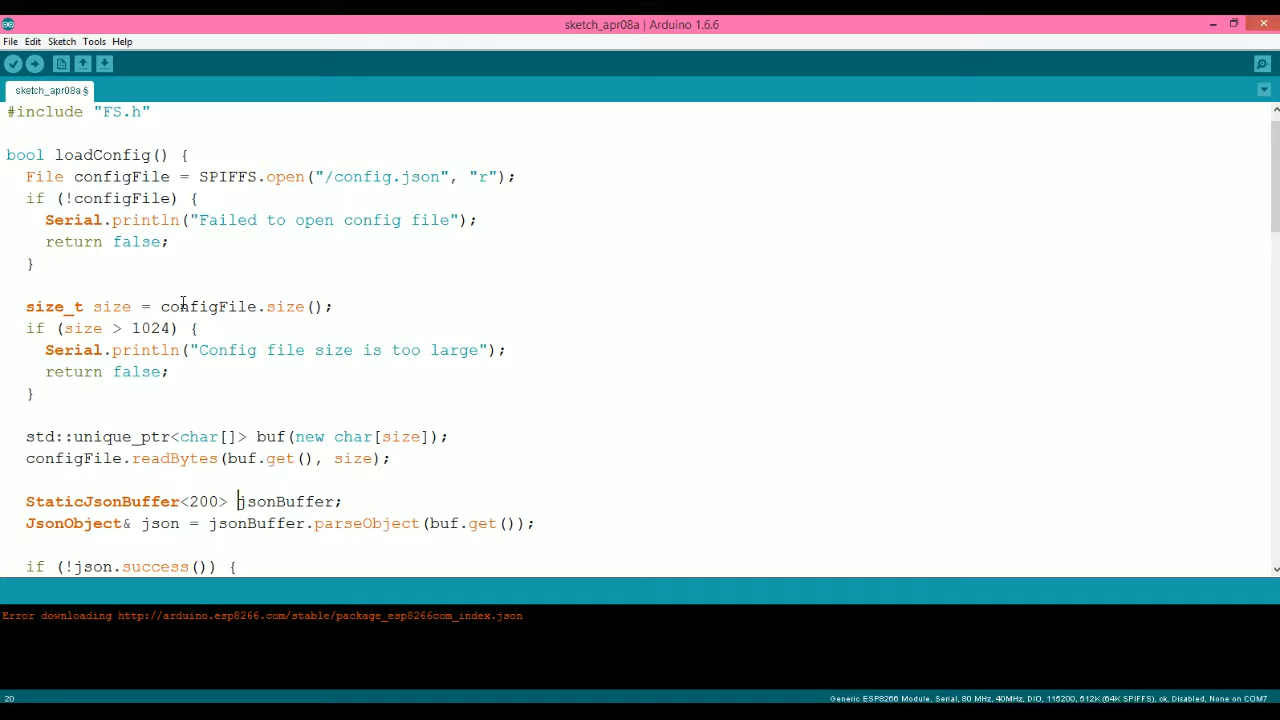 sketch_apr08a | Arduino 1.6.6
File Edit Sketch Tools Help
sketch_apr08a §
#include "FS.h"
bool loadConfig() {
File configFile = SPIFFS.open("/config.json", "r");
if (!configFile) {
Serial.println("Failed to open config file");
return false;
}
size_t size = configFile.size();
if (size > 1024) {
Serial.println("Config file size is too large");
return false;
}
std::unique_ptr<char[]> buf(new char[size]);
configFile.readBytes(buf.get(), size);
StaticJsonBuffer<200> jsonBuffer;
JsonObject& json = jsonBuffer.parseObject(buf.get());
if (!json.success()) {
Error downloading http://arduino.esp8266.com/stable/package_esp8266com_index.json
20 Generic ESP8266 Module, Serial, 80 MHz, 40MHz, DIO, 115200, 512K (64K SPIFFS), ck, Disabled, None on COM7